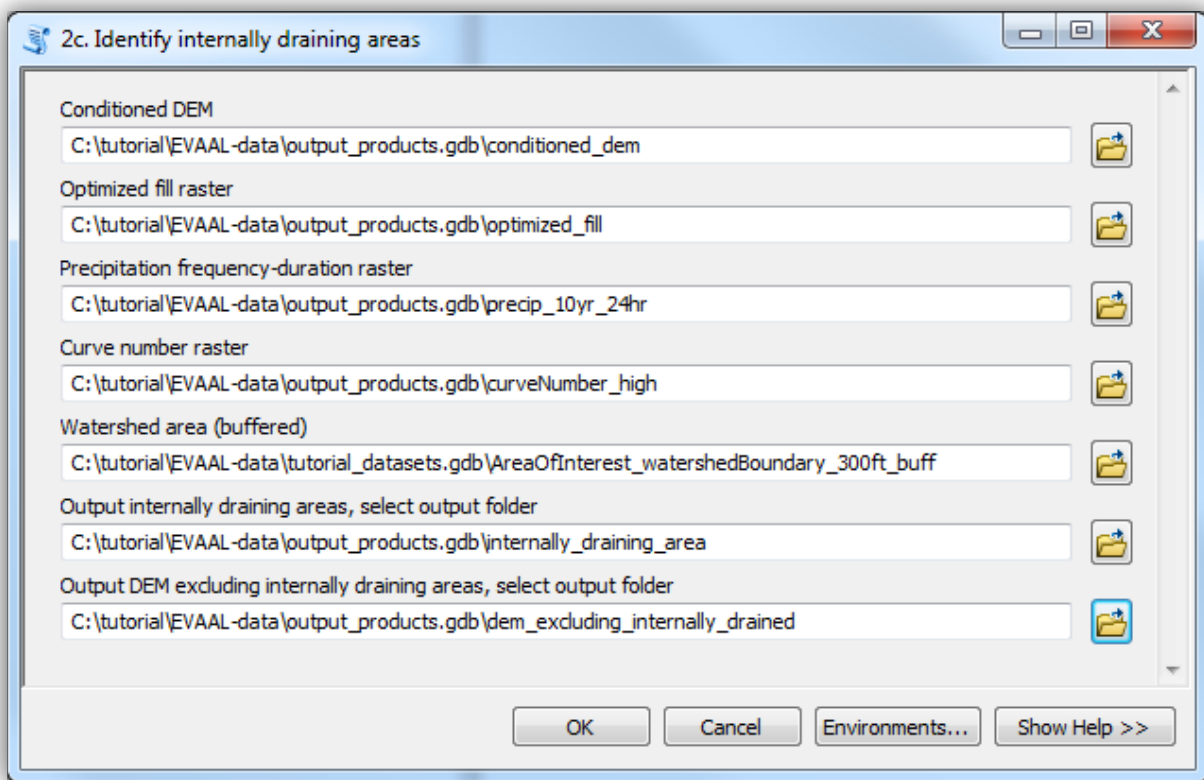 2c. Identify internally draining areas
Conditioned DEM
C:\tutorial\EVAAL-data\output_products.gdb\conditioned_dem
Optimized fill raster
C:\tutorial\EVAAL-data\output_products.gdb\optimized_fill
Precipitation frequency-duration raster
C:\tutorial\EVAAL-data\output_products.gdb\precip_10yr_24hr
Curve number raster
C:\tutorial\EVAAL-data\output_products.gdb\curveNumber_high
Watershed area (buffered)
C:\tutorial\EVAAL-data\tutorial_datasets.gdb\AreaOfInterest_watershedBoundary_300ft_buff
Output internally draining areas, select output folder
C:\tutorial\EVAAL-data\output_products.gdb\internally_draining_area
Output DEM excluding internally draining areas, select output folder
C:\tutorial\EVAAL-data\output_products.gdb\dem_excluding_internally_drained
OK Cancel Environments... Show Help >>